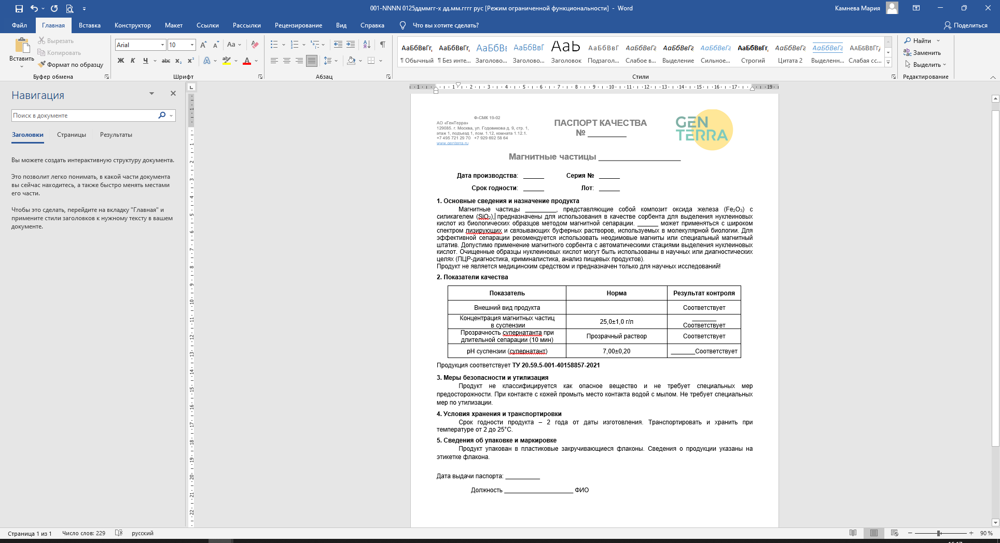 001-NNNN 0125ддммгг-х дд.мм.гггг рус [Режим ограниченной функциональности] - Word
Камнева Мария
Файл Главная Вставка Конструктор Макет Ссылки Рассылки Рецензирование Вид Справка Что вы хотите сделать? Поделиться
Вставить
Вырезать
Копировать
Формат по образцу
Буфер обмена
Arial 10
Шрифт
Абзац
АаБбВвГг, АаБбВвГг, АаБбВı АаБбВвГ АаЬ АаБбВвГ АаБбВвГг АаБбВвГг АаБбВвГг АаБбВвГг, АаБбВвГг АаБбВвГг ААББВВГГД
¶ Обычный ¶ Без инте... Заголово... Заголово... Заголовок Подзагол... Слабое в... Выделение Сильное... Строгий Цитата 2 Выделенн... Слабая сс...
Стили
Найти
Заменить
Выделить
Редактирование
Навигация
Поиск в документе
Заголовки Страницы Результаты
Вы можете создать интерактивную структуру документа.
Это позволит легко понимать, в какой части документа
вы сейчас находитесь, а также быстро менять местами
его части.
Чтобы это сделать, перейдите на вкладку "Главная" и
примените стили заголовков к нужному тексту в вашем
документе.
Ф-СМК 19-02
АО «ГенТерра»
129085. г. Москва, ул. Годовикова д. 9, стр. 1,
этаж 1, подъезд 1, пом. 1.12, комната 1.12.1.
+7 495 721 29 70 +7 929 692 58 64
www.genterra.ru
ПАСПОРТ КАЧЕСТВА
№ ________
GEN
TERRA
Магнитные частицы _________________
Дата производства: ______ Серия № ______
Срок годности: ______ Лот: ______
1. Основные сведения и назначение продукта
Магнитные частицы _________, представляющие собой композит оксида железа (Fe₂O₃) с
силикагелем (SiO₂), предназначены для использования в качестве сорбента для выделения нуклеиновых
кислот из биологических образцов методом магнитной сепарации. ______ может применяться с широком
спектром лизирующих и связывающих буферных растворов, используемых в молекулярной биологии. Для
эффективной сепарации рекомендуется использовать неодимовые магниты или специальный магнитный
штатив. Допустимо применение магнитного сорбента с автоматическими стациями выделения нуклеиновых
кислот. Очищенные образцы нуклеиновых кислот могут быть использованы в научных или диагностических
целях (ПЦР-диагностика, криминалистика, анализ пищевых продуктов).
Продукт не является медицинским средством и предназначен только для научных исследований!
2. Показатели качества
Показатель Норма Результат контроля
Внешний вид продукта Соответствует
Концентрация магнитных частиц
в суспензии 25,0±1,0 г/л _______
Соответствует
Прозрачность супернатанта при
длительной сепарации (10 мин) Прозрачный раствор Соответствует
pH суспензии (супернатант) 7,00±0,20 _______Соответствует
Продукция соответствует ТУ 20.59.5-001-40158857-2021
3. Меры безопасности и утилизация
Продукт не классифицируется как опасное вещество и не требует специальных мер
предосторожности. При контакте с кожей промыть место контакта водой с мылом. Не требует специальных
мер по утилизации.
4. Условия хранения и транспортировки
Срок годности продукта – 2 года от даты изготовления. Транспортировать и хранить при
температуре от 2 до 25°С.
5. Сведения об упаковке и маркировке
Продукт упакован в пластиковые закручивающиеся флаконы. Сведения о продукции указаны на
этикетке флакона.
Дата выдачи паспорта: __________
Должность ____________________ ФИО
Страница 1 из 1 Число слов: 229 русский
90 %